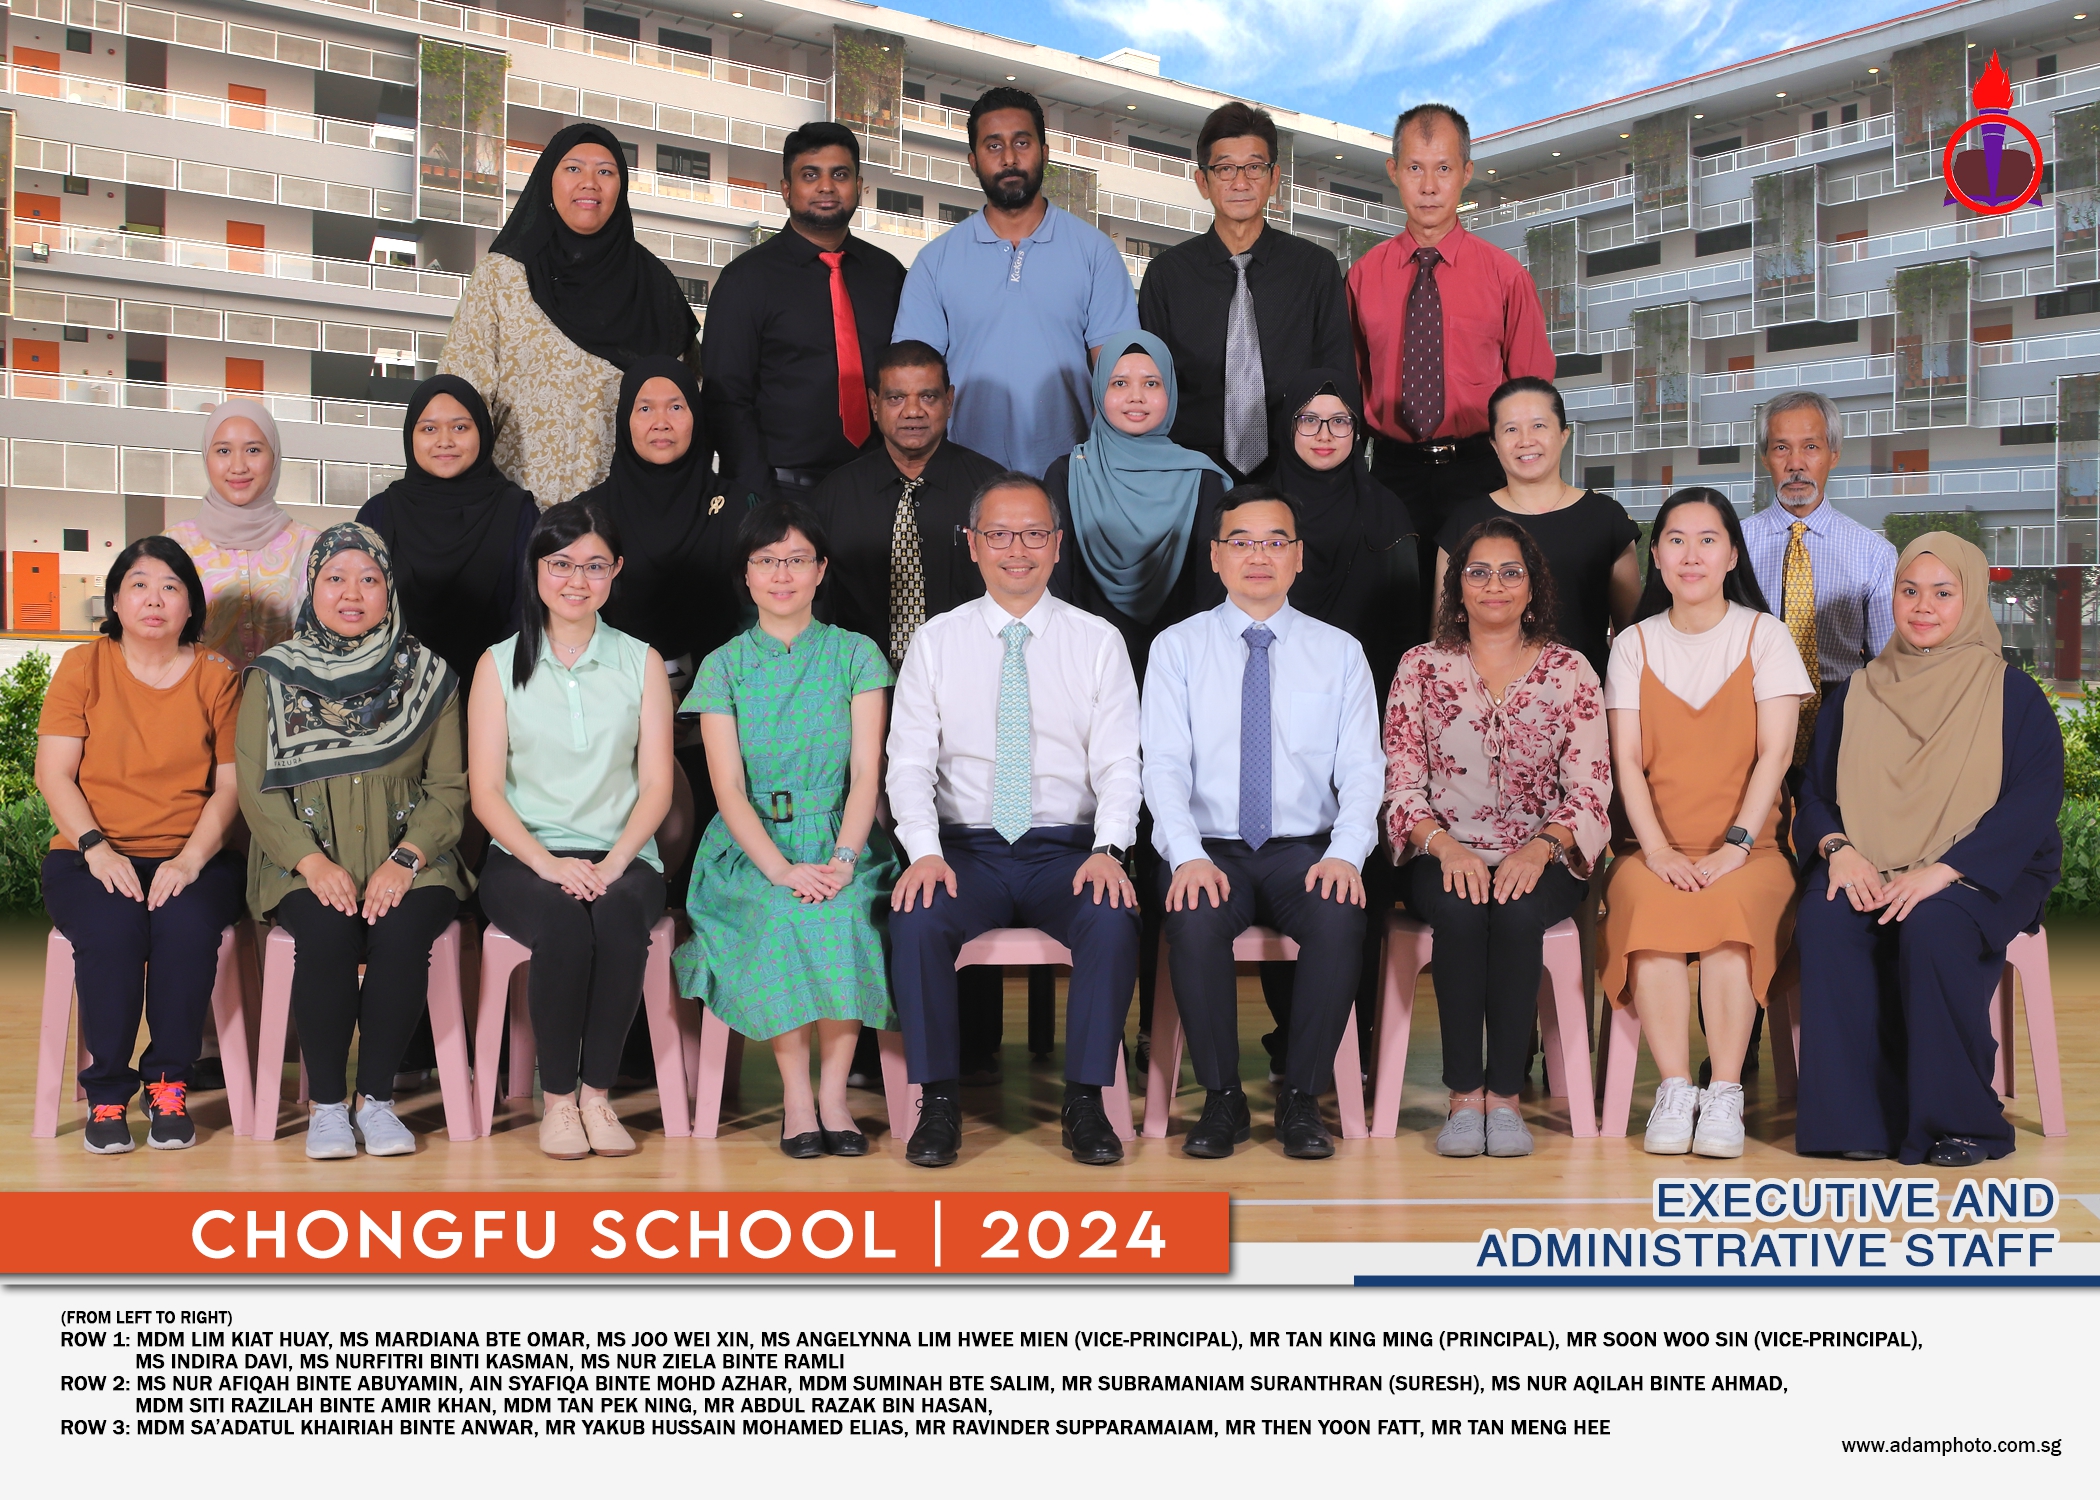 Kickers
YAZURA
CHONGFU SCHOOL | 2024
EXECUTIVE AND
ADMINISTRATIVE STAFF
(FROM LEFT TO RIGHT)
ROW 1: MDM LIM KIAT HUAY, MS MARDIANA BTE OMAR, MS JOO WEI XIN, MS ANGELYNNA LIM HWEE MIEN (VICE-PRINCIPAL), MR TAN KING MING (PRINCIPAL), MR SOON WOO SIN (VICE-PRINCIPAL),
MS INDIRA DAVI, MS NURFITRI BINTI KASMAN, MS NUR ZIELA BINTE RAMLI
ROW 2: MS NUR AFIQAH BINTE ABUYAMIN, AIN SYAFIQA BINTE MOHD AZHAR, MDM SUMINAH BTE SALIM, MR SUBRAMANIAM SURANTHRAN (SURESH), MS NUR AQILAH BINTE AHMAD,
MDM SITI RAZILAH BINTE AMIR KHAN, MDM TAN PEK NING, MR ABDUL RAZAK BIN HASAN,
ROW 3: MDM SA'ADATUL KHAIRIAH BINTE ANWAR, MR YAKUB HUSSAIN MOHAMED ELIAS, MR RAVINDER SUPPARAMAIAM, MR THEN YOON FATT, MR TAN MENG HEE
www.adamphoto.com.sg